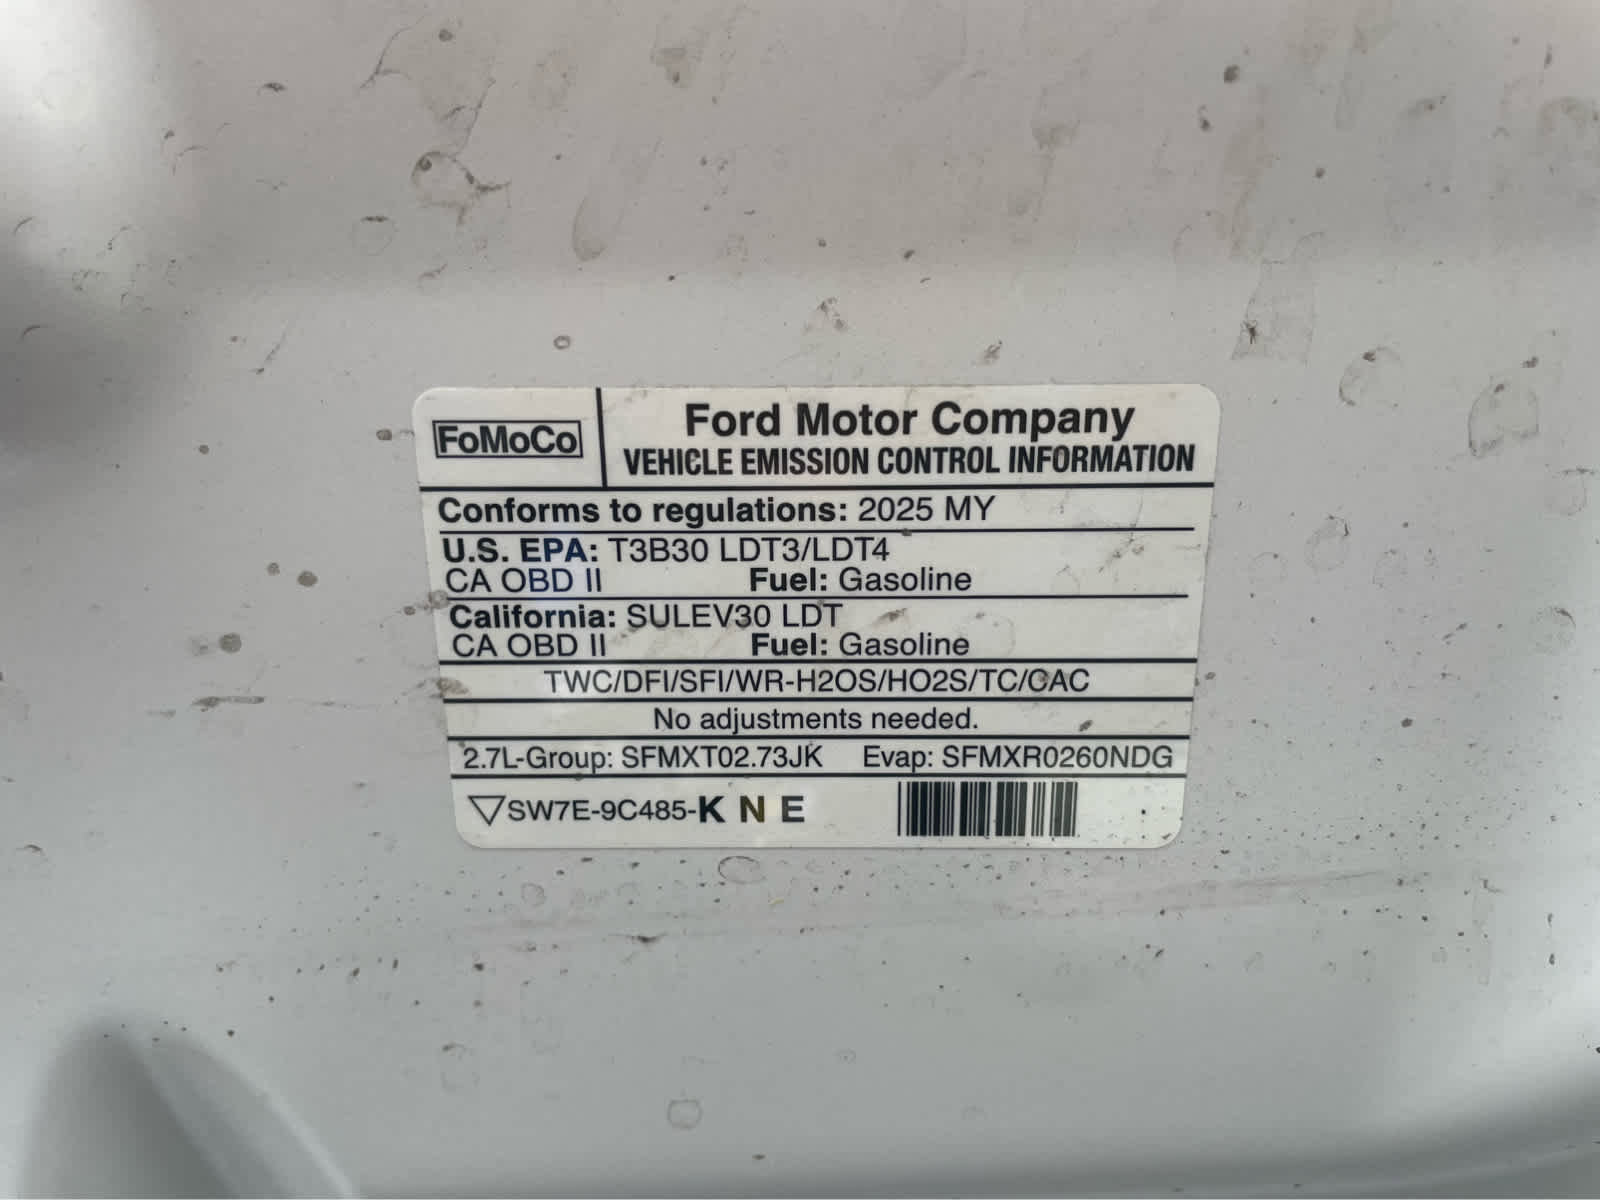 FoMoCo
Ford Motor Company
VEHICLE EMISSION CONTROL INFORMATION
Conforms to regulations: 2025 MY
U.S. EPA: T3B30 LDT3/LDT4
CA OBD II Fuel: Gasoline
California: SULEV30 LDT
CA OBD II Fuel: Gasoline
TWC/DFI/SFI/WR-H2OS/HO2S/TC/CAC
No adjustments needed.
2.7L-Group: SFMXT02.73JK Evap: SFMXR0260NDG
▽SW7E-9C485-K N E